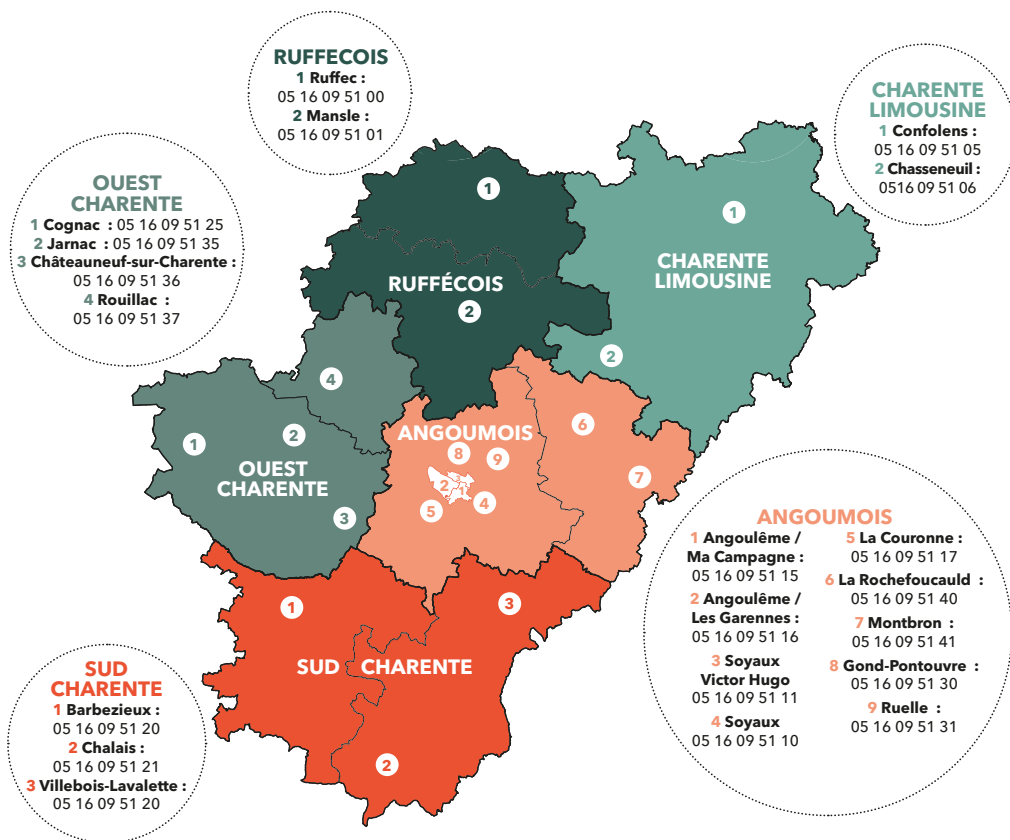 RUFFECOIS
1 Ruffec :
05 16 09 51 00
2 Mansle :
05 16 09 51 01
CHARENTE
LIMOUSINE
1 Confolens :
05 16 09 51 05
2 Chasseneuil :
0516 09 51 06
OUEST
CHARENTE
1 Cognac : 05 16 09 51 25
2 Jarnac : 05 16 09 51 35
3 Châteauneuf-sur-Charente :
05 16 09 51 36
4 Rouillac :
05 16 09 51 37
1
RUFFÉCOIS
2
1
CHARENTE
LIMOUSINE
2
4
1
2
OUEST
CHARENTE
3
ANGOUMOIS
8
9
2
3
1
5
4
6
7
1
SUD CHARENTE
3
2
ANGOUMOIS
1 Angoulême /
Ma Campagne :
05 16 09 51 15
2 Angoulême /
Les Garennes :
05 16 09 51 16
3 Soyaux
Victor Hugo
05 16 09 51 11
4 Soyaux
05 16 09 51 10
5 La Couronne :
05 16 09 51 17
6 La Rochefoucauld :
05 16 09 51 40
7 Montbron :
05 16 09 51 41
8 Gond-Pontouvre :
05 16 09 51 30
9 Ruelle :
05 16 09 51 31
SUD
CHARENTE
1 Barbezieux :
05 16 09 51 20
2 Chalais :
05 16 09 51 21
3 Villebois-Lavalette :
05 16 09 51 20